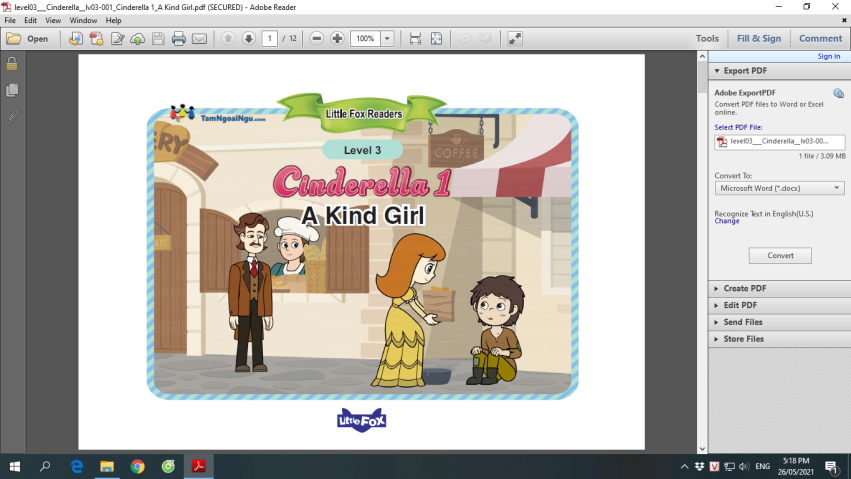 level03___Cinderella__lv03-001_Cinderella 1_A Kind Girl.pdf (SECURED) - Adobe Reader
File Edit View Window Help
Open 1 / 12 100% Tools Fill & Sign Comment
Sign In
Export PDF
Adobe ExportPDF
Convert PDF files to Word or Excel
online.
Select PDF File:
level03___Cinderella__lv03-00...
1 file / 3.09 MB
Convert To:
Microsoft Word (*.docx)
Recognize Text in English(U.S.)
Change
Convert
Create PDF
Edit PDF
Send Files
Store Files
TamNgoaiNgu.com
Little Fox Readers
Level 3
COFFEE
Cinderella 1
A Kind Girl
Little Fox
ENG
5:18 PM
26/05/2021